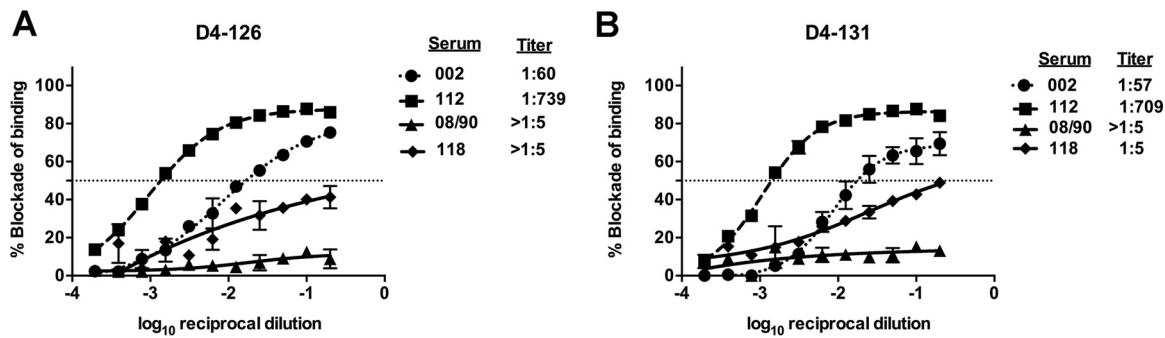 A
D4-126
Serum Titer
002 1:60
112 1:739
08/90 >1:5
118 >1:5
% Blockade of binding
100
80
60
40
20
0
-4 -3 -2 -1 0
log10 reciprocal dilution
B
D4-131
Serum Titer
002 1:57
112 1:709
08/90 >1:5
118 1:5
% Blockade of binding
100
80
60
40
20
0
-4 -3 -2 -1 0
log10 reciprocal dilution